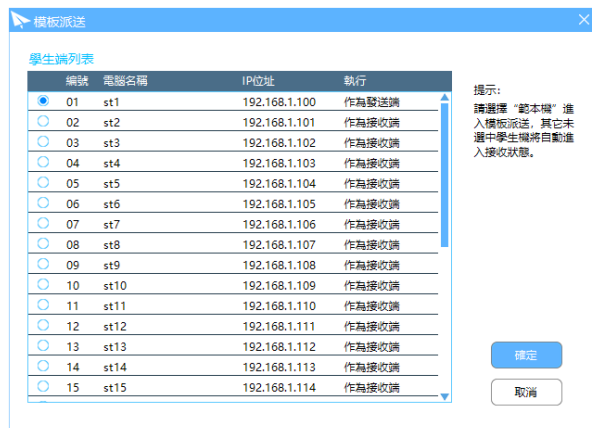 模板派送
學生端列表
編號 電腦名稱 IP位址 執行
01 st1 192.168.1.100 作為發送端
02 st2 192.168.1.101 作為接收端
03 st3 192.168.1.102 作為接收端
04 st4 192.168.1.103 作為接收端
05 st5 192.168.1.104 作為接收端
06 st6 192.168.1.105 作為接收端
07 st7 192.168.1.106 作為接收端
08 st8 192.168.1.107 作為接收端
09 st9 192.168.1.108 作為接收端
10 st10 192.168.1.109 作為接收端
11 st11 192.168.1.110 作為接收端
12 st12 192.168.1.111 作為接收端
13 st13 192.168.1.112 作為接收端
14 st14 192.168.1.113 作為接收端
15 st15 192.168.1.114 作為接收端
提示:
請選擇“範本機”進
入模板派送，其它未
選中學生機將自動進
入接收狀態。
確定
取消